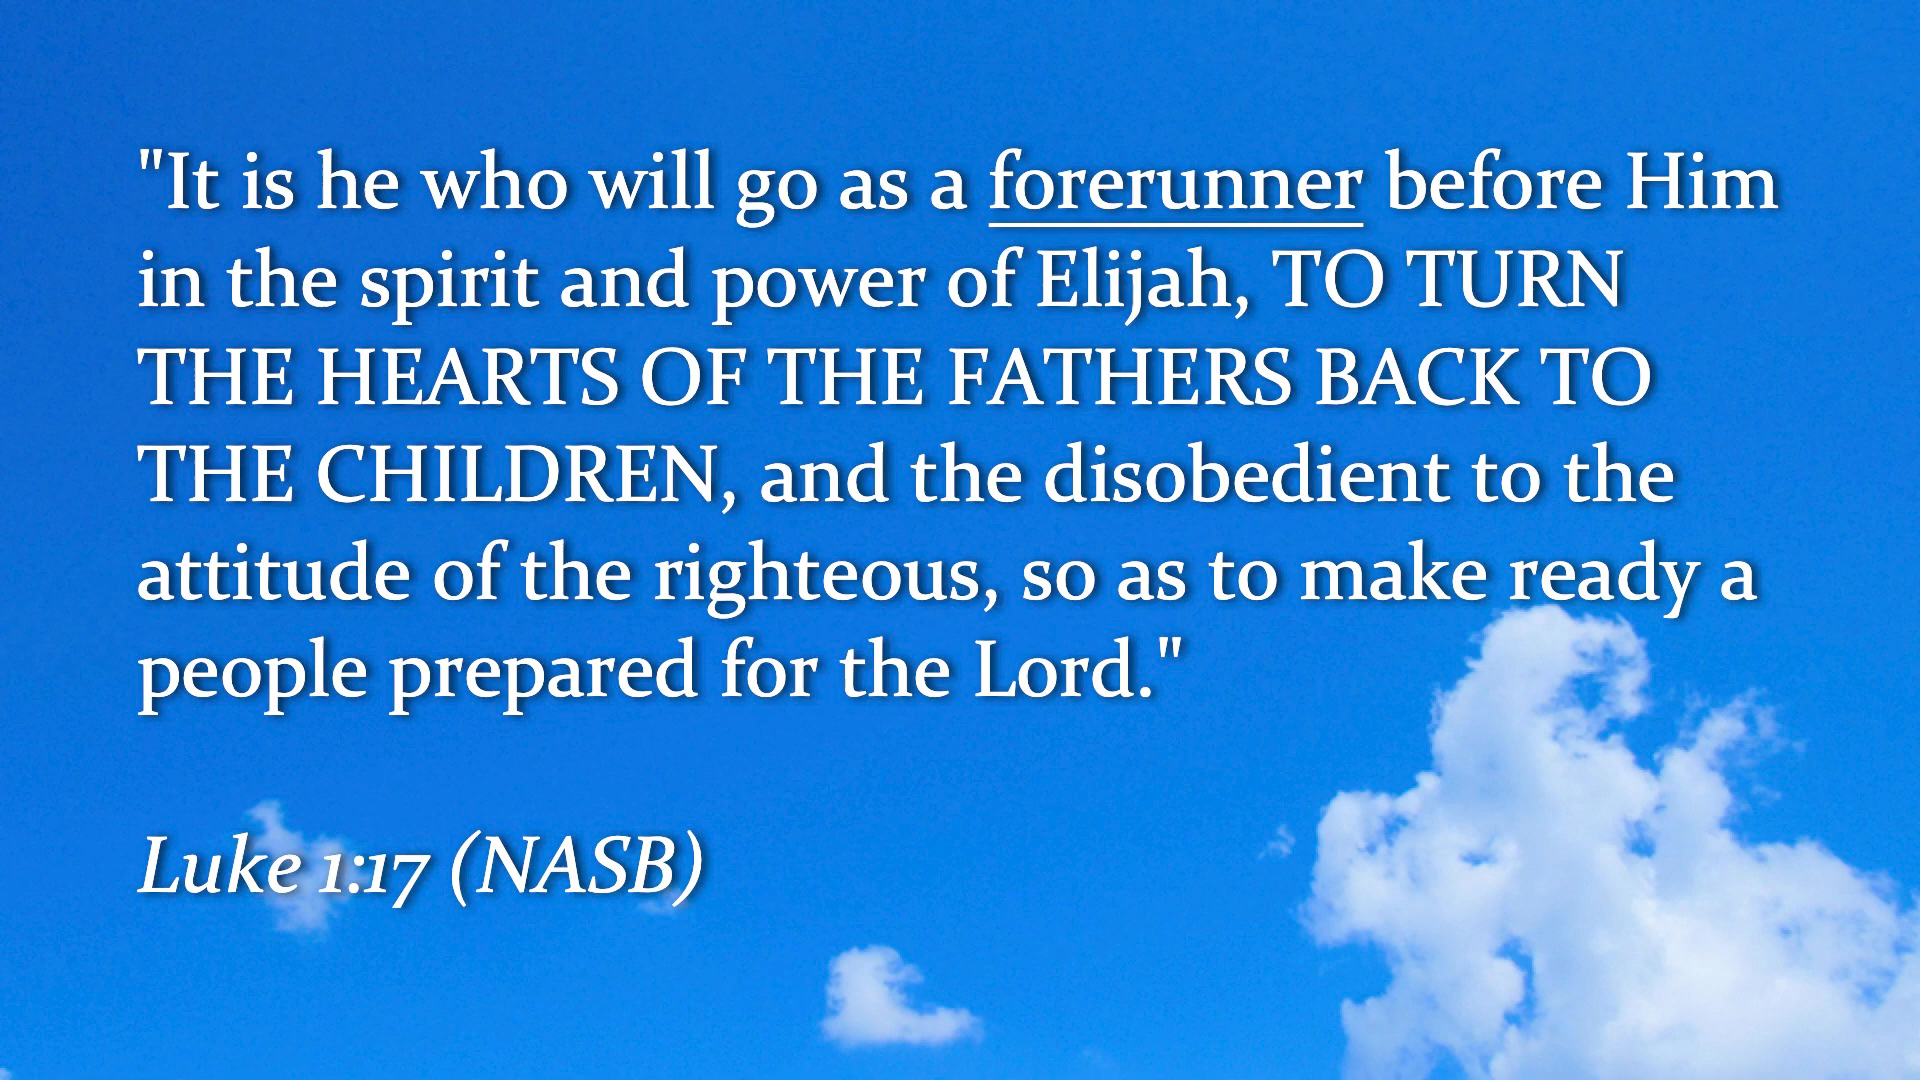 "It is he who will go as a forerunner before Him
in the spirit and power of Elijah, TO TURN
THE HEARTS OF THE FATHERS BACK TO
THE CHILDREN, and the disobedient to the
attitude of the righteous, so as to make ready a
people prepared for the Lord."
Luke 1:17 (NASB)